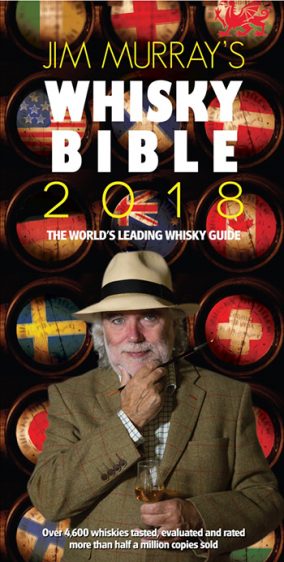 JIM MURRAY'S
WHISKY
BIBLE
2018
THE WORLD'S LEADING WHISKY GUIDE
Over 4,600 whiskies tasted, evaluated and rated
more than half a million copies sold